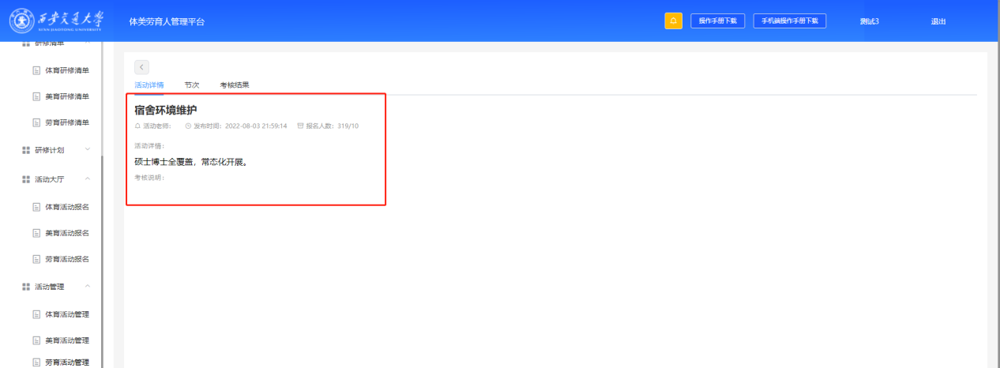 西安交通大学
XI'AN JIAOTONG UNIVERSITY
体美劳育人管理平台
操作手册下载
手机端操作手册下载
测试3
退出
研修清单
体育研修清单
美育研修清单
劳育研修清单
研修计划
活动大厅
体育活动报名
美育活动报名
劳育活动报名
活动管理
体育活动管理
美育活动管理
劳育活动管理
活动详情 节次 考核结果
宿舍环境维护
活动老师： 发布时间：2022-08-03 21:59:14 报名人数：319/10
活动详情：
硕士博士全覆盖，常态化开展。
考核说明：